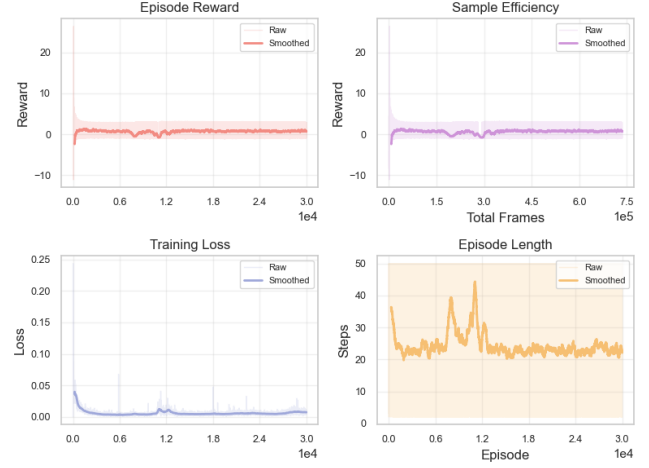 Episode Reward
Reward
20
10
0
−10
Raw
Smoothed
0.0 0.6 1.2 1.8 2.4 3.0
1e4
Sample Efficiency
Reward
20
10
0
−10
Raw
Smoothed
0.0 1.5 3.0 4.5 6.0 7.5
Total Frames
1e5
Training Loss
Loss
0.25
0.20
0.15
0.10
0.05
0.00
Raw
Smoothed
0.0 0.6 1.2 1.8 2.4 3.0
1e4
Episode Length
Steps
50
40
30
20
10
0
Raw
Smoothed
0.0 0.6 1.2 1.8 2.4 3.0
Episode
1e4